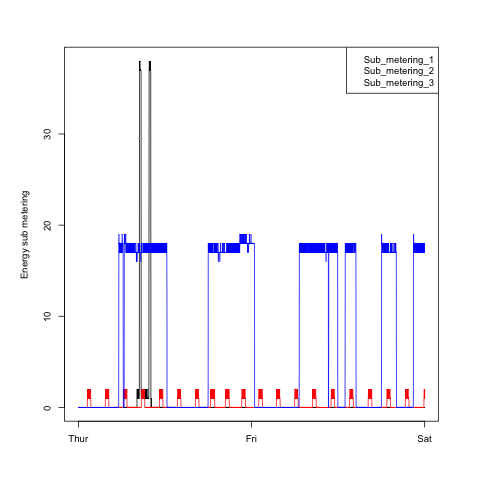 Sub_metering_1
Sub_metering_2
Sub_metering_3
30
20
10
0
Energy sub metering
Thur Fri Sat